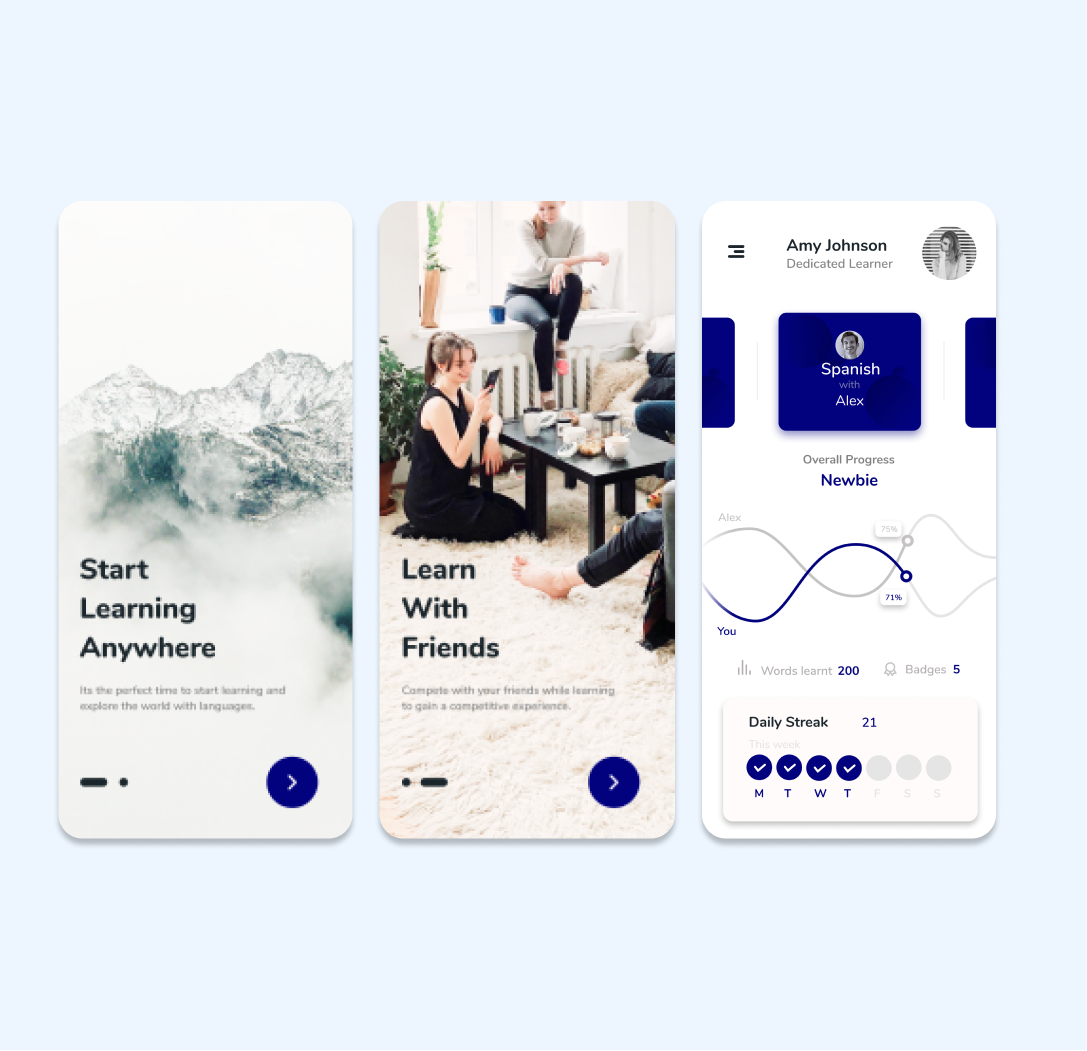 Start
Learning
Anywhere
Its the perfect time to start learning and
explore the world with languages.
Learn
With
Friends
Compete with your friends while learning
to gain a competitive experience.
Amy Johnson
Dedicated Learner
Spanish
with
Alex
Overall Progress
Newbie
Alex
75%
71%
You
Words learnt 200
Badges 5
Daily Streak 21
This week
M T W T F S S